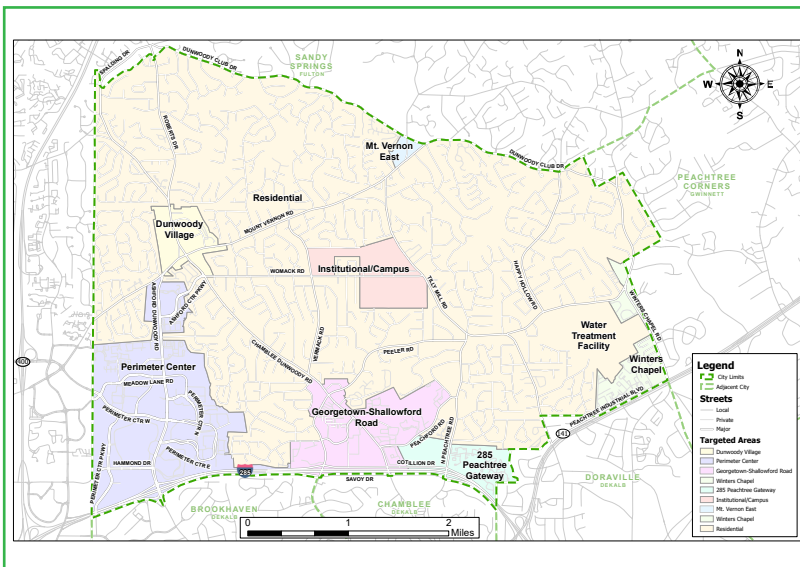 SPALDING DR
DUNWOODY CLUB DR
SANDY
SPRINGS
FULTON
N
W
E
S
ROBERTS DR
Mt. Vernon
East
DUNWOODY CLUB DR
PEACHTREE
CORNERS
GWINNETT
Residential
Dunwoody
Village
MOUNT VERNON RD
WOMACK RD
Institutional/Campus
TILLY MILL RD
HAPPY HOLLOW RD
ASHFORD DUNWOODY RD
ASHFORD CTR PKWY
VERMACK RD
WINTERS CHAPEL RD
Water
Treatment
Facility
CHAMBLEE DUNWOODY RD
PEELER RD
Winters
Chapel
400
Perimeter Center
MEADOW LANE RD
PERIMETER CTR W
PERIMETER CTR N
Georgetown-Shallowford
Road
PEACHTREE INDUSTRIAL BLVD
141
PEACHFORD RD
N PEACHTREE RD
PERIMETER CTR PKWY
HAMMOND DR
PERIMETER CTR E
285
COTILLION DR
285
Peachtree
Gateway
SAVOY DR
BROOKHAVEN
DEKALB
CHAMBLEE
DEKALB
DORAVILLE
DEKALB
0 1 2
Miles
Legend
City Limits
Adjacent City
Streets
Local
Private
Major
Targeted Areas
Dunwoody Village
Perimeter Center
Georgetown-Shallowford Road
Winters Chapel
285 Peachtree Gateway
Institutional/Campus
Mt. Vernon East
Winters Chapel
Residential